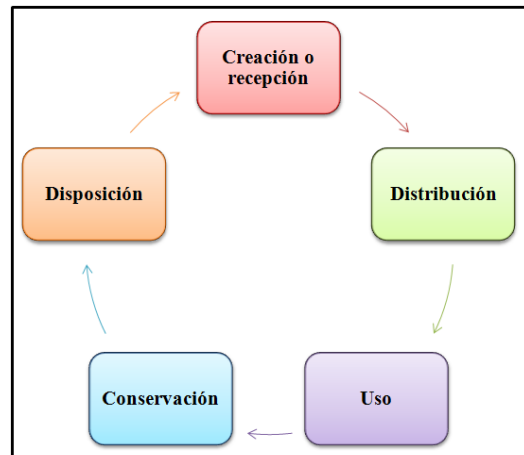 Creación o
recepción
Distribución
Uso
Conservación
Disposición